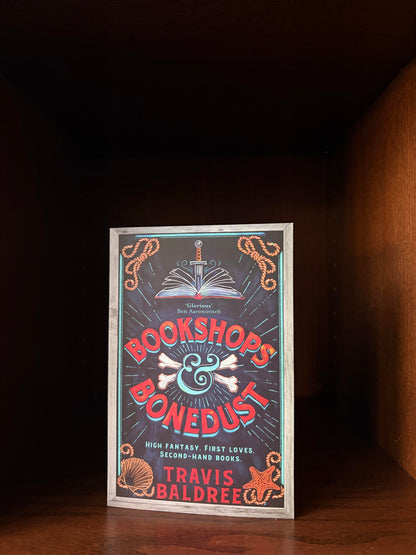 'Glorious'
Ben Aaronovitch
BOOKSHOPS
&
BONEDUST
HIGH FANTASY. FIRST LOVES.
SECOND-HAND BOOKS.
TRAVIS
BALDREE